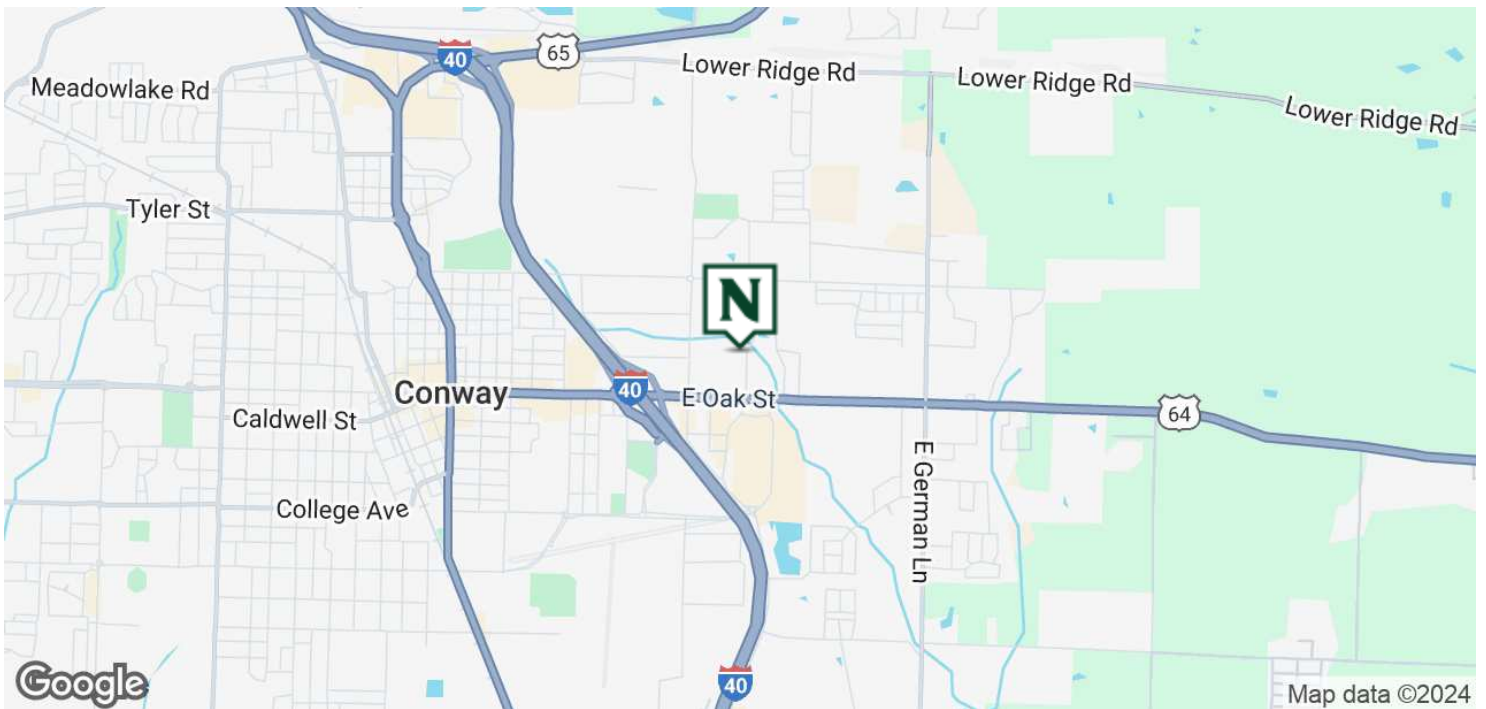 40
65
Lower Ridge Rd
Lower Ridge Rd
Lower Ridge Rd
Meadowlake Rd
Tyler St
N
Conway
40
E Oak St
64
Caldwell St
E German Ln
College Ave
40
Google
Map data ©2024